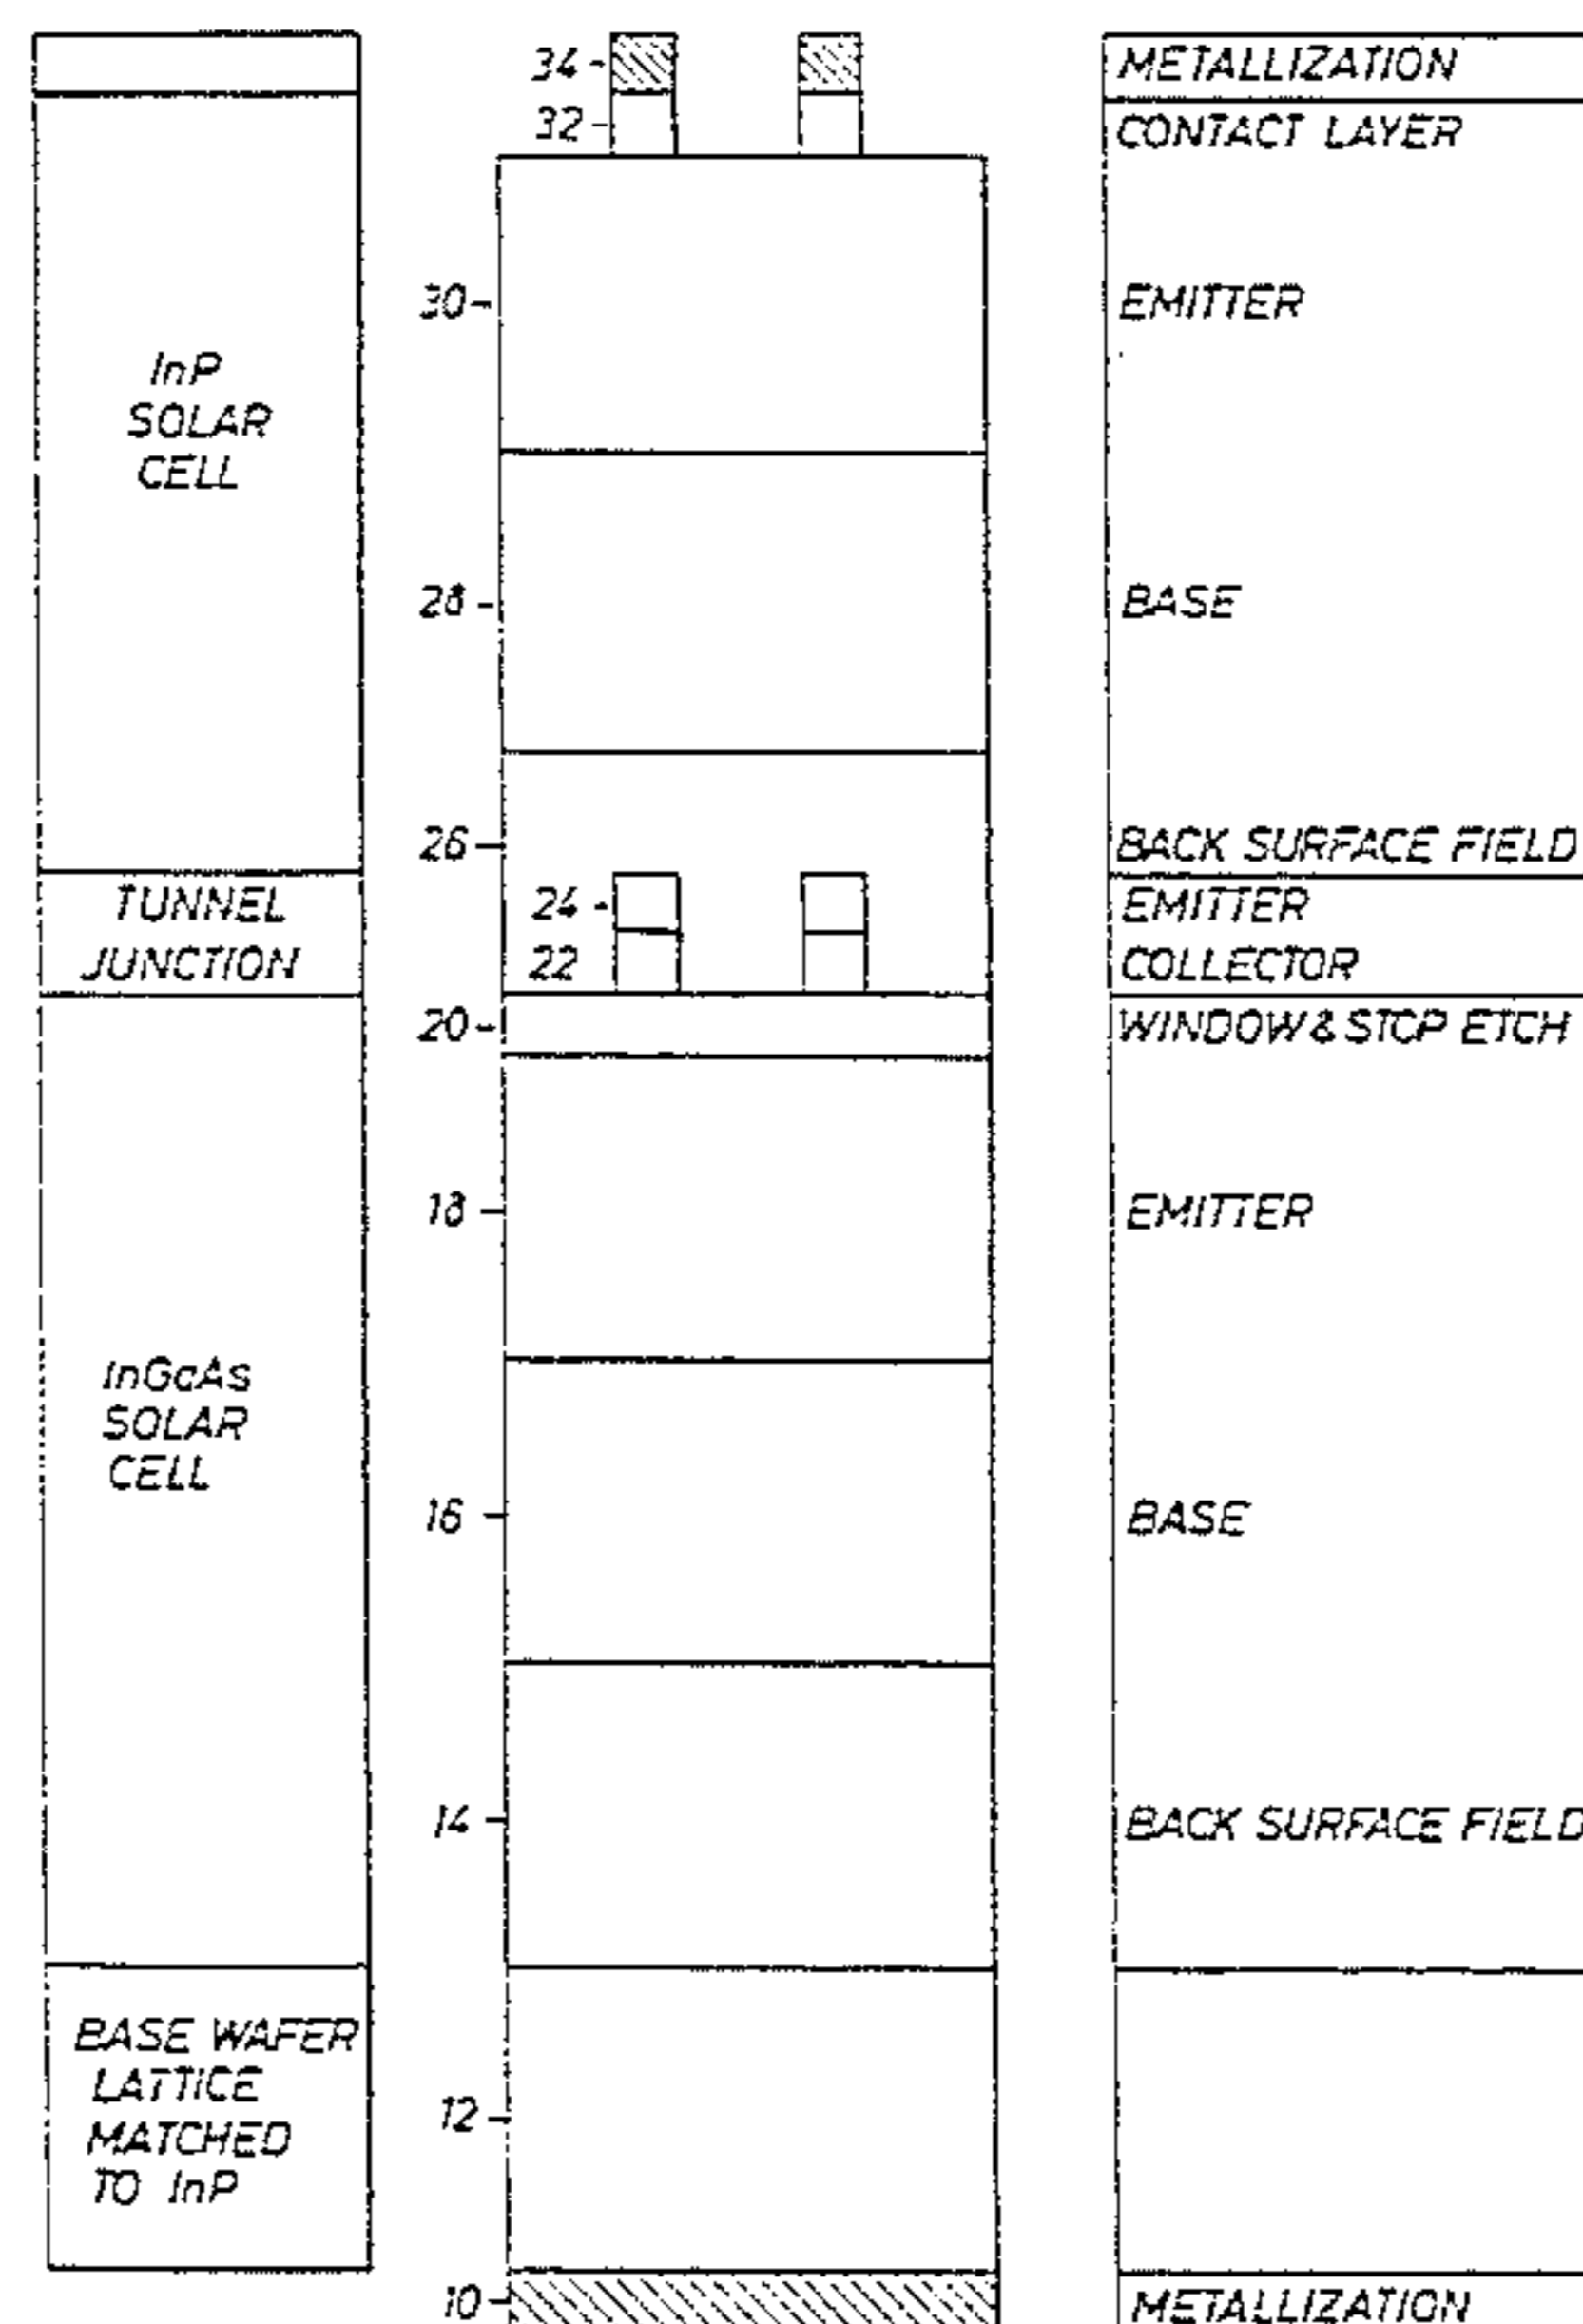 34
METALLIZATION
32
CONTACT LAYER
30
EMITTER
InP
SOLAR
CELL
28
BASE
26
BACK SURFACE FIELD
TUNNEL
24
EMITTER
JUNCTION
22
COLLECTOR
20
WINDOW & STOP ETCH
18
EMITTER
InGaAs
SOLAR
CELL
16
BASE
14
BACK SURFACE FIELD
BASE WAFER
LATTICE
MATCHED
TO InP
12
10
METALLIZATION